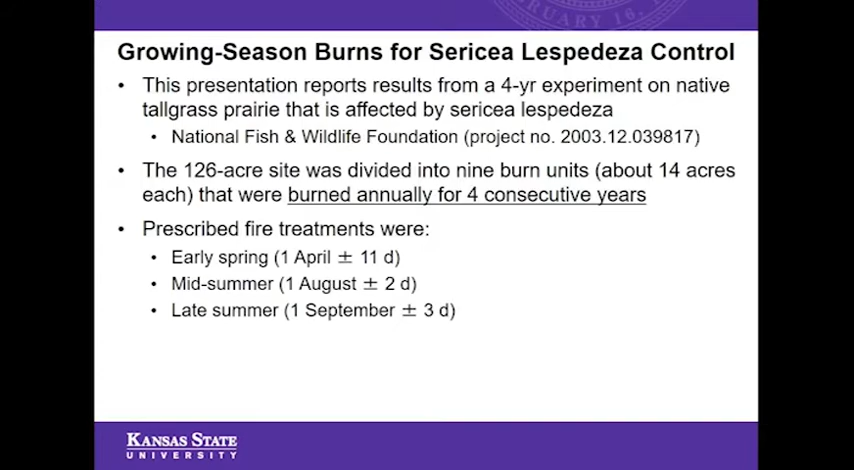 FEBRUARY 16,
Growing-Season Burns for Sericea Lespedeza Control
• This presentation reports results from a 4-yr experiment on native
tallgrass prairie that is affected by sericea lespedeza
• National Fish & Wildlife Foundation (project no. 2003.12.039817)
• The 126-acre site was divided into nine burn units (about 14 acres
each) that were burned annually for 4 consecutive years
• Prescribed fire treatments were:
• Early spring (1 April ± 11 d)
• Mid-summer (1 August ± 2 d)
• Late summer (1 September ± 3 d)
KANSAS STATE
UNIVERSITY